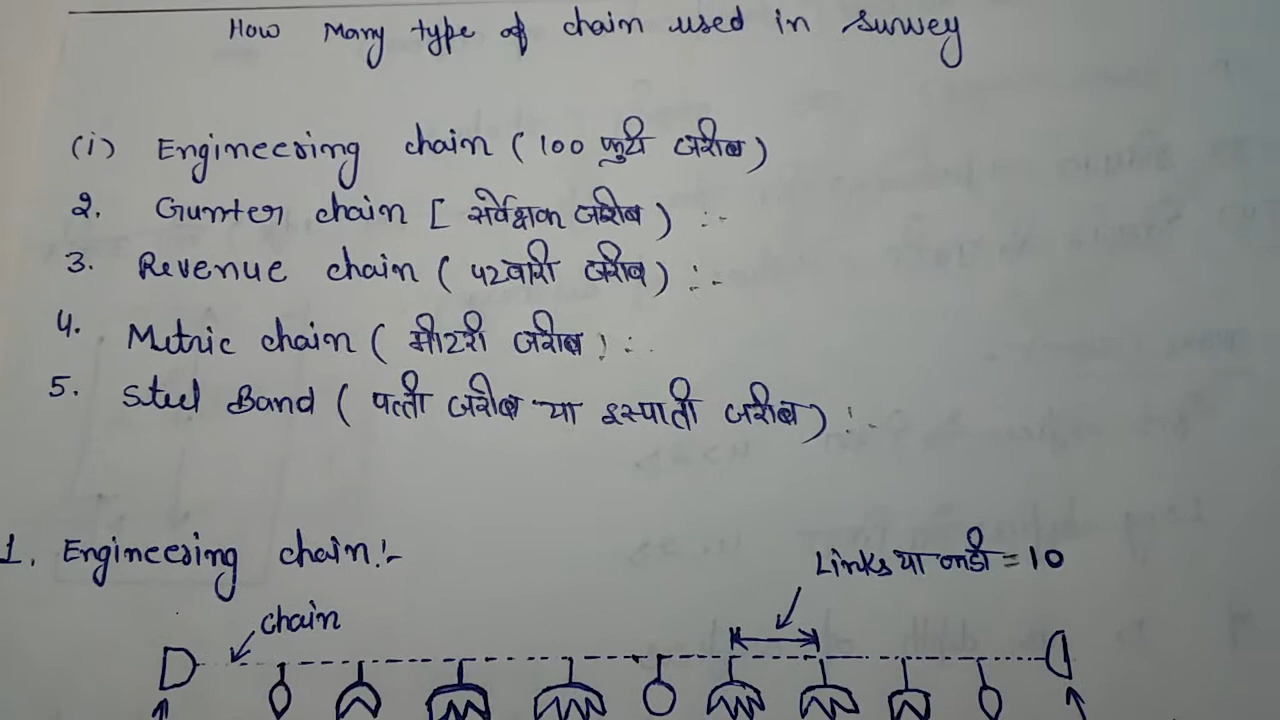 How Many type of chain used in Survey
(i) Engineering chain (100 फुटी जरीब)
2. Gunter chain [ सर्वेक्षक जरीब) :-
3. Revenue chain ( पटवारी जरीब) :-
4. Metric chain ( मीटरी जरीब) :-
5. Steel Band ( पत्ती जरीब या इस्पाती जरीब) :-
1. Engineering chain:-
Links या कड़ी = 10
chain